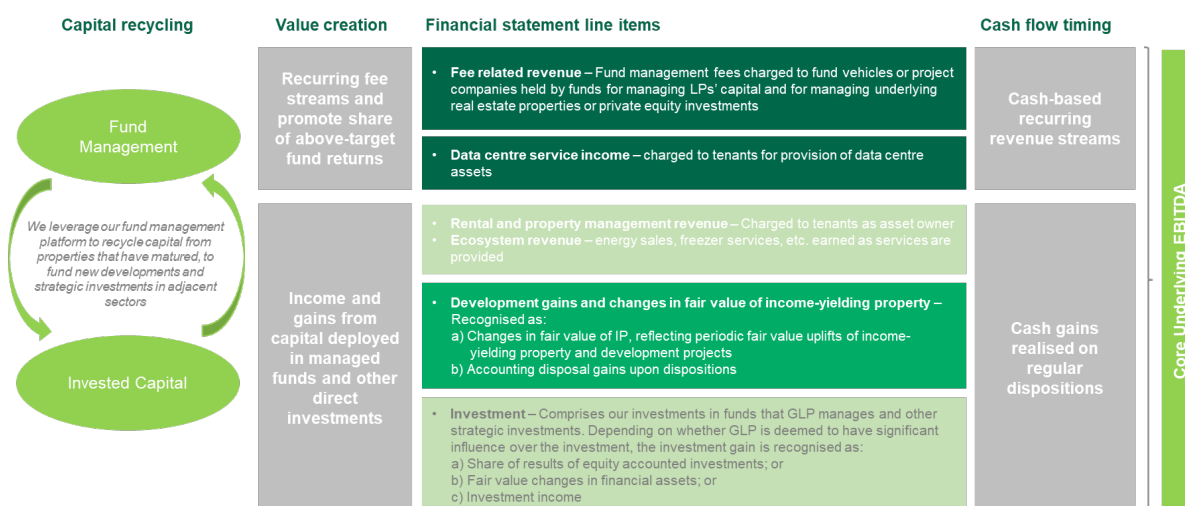 Capital recycling
Value creation
Financial statement line items
Cash flow timing
Fund
Management
We leverage our fund management
platform to recycle capital from
properties that have matured, to
fund new developments and
strategic investments in adjacent
sectors
Invested Capital
Recurring fee
streams and
promote share
of above-target
fund returns
Income and
gains from
capital deployed
in managed
funds and other
direct
investments
• Fee related revenue – Fund management fees charged to fund vehicles or project
companies held by funds for managing LPs' capital and for managing underlying
real estate properties or private equity investments
• Data centre service income – charged to tenants for provision of data centre
assets
• Rental and property management revenue – Charged to tenants as asset owner
• Ecosystem revenue – energy sales, freezer services, etc. earned as services are
provided
• Development gains and changes in fair value of income-yielding property –
Recognised as:
a) Changes in fair value of IP, reflecting periodic fair value uplifts of income-
yielding property and development projects
b) Accounting disposal gains upon dispositions
• Investment – Comprises our investments in funds that GLP manages and other
strategic investments. Depending on whether GLP is deemed to have significant
influence over the investment, the investment gain is recognised as:
a) Share of results of equity accounted investments; or
b) Fair value changes in financial assets; or
c) Investment income
Cash-based
recurring
revenue streams
Cash gains
realised on
regular
dispositions
Core Underlying EBITDA